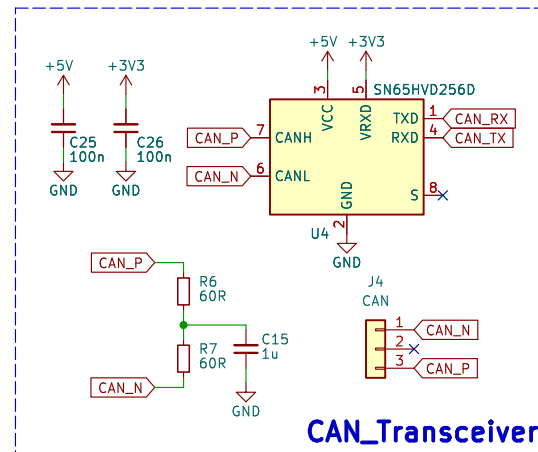 +5V
+3V3
C25
100n
C26
100n
GND
GND
+5V
+3V3
SN65HVD256D
3
5
VCC
VRXD
CAN_P
7
CANH
TXD
1
CAN_RX
RXD
4
CAN_TX
CAN_N
6
CANL
S
8
GND
2
U4
GND
CAN_P
R6
60R
R7
60R
C15
1u
CAN_N
GND
J4
CAN
1
CAN_N
2
3
CAN_P
CAN_Transceiver